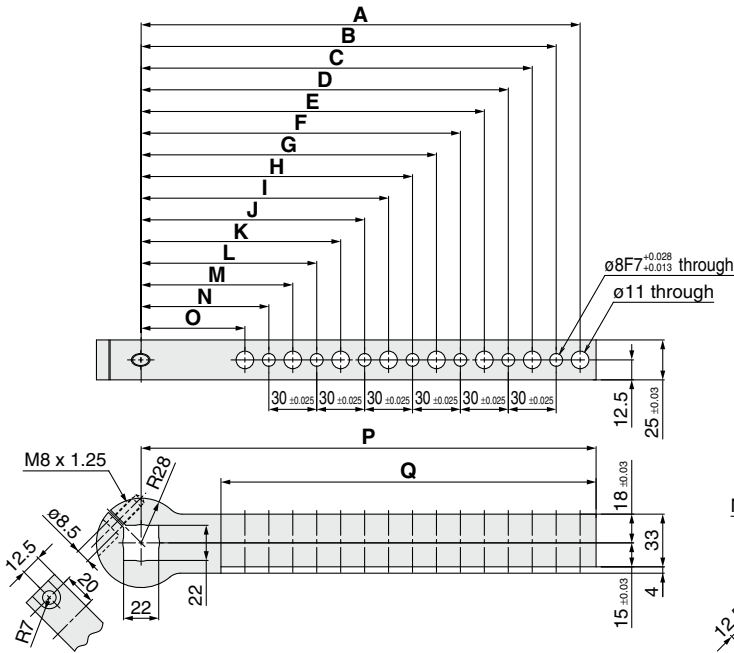 A
B
C
D
E
F
G
H
I
J
K
L
M
N
O
ø8F7 +0.028 +0.013 through
ø11 through
30 ±0.025
30 ±0.025
30 ±0.025
30 ±0.025
30 ±0.025
30 ±0.025
12.5
25 ±0.03
P
Q
M8 x 1.25
R28
ø8.5
12.5
20
R7
22
22
18 ±0.03
33
15 ±0.03
4